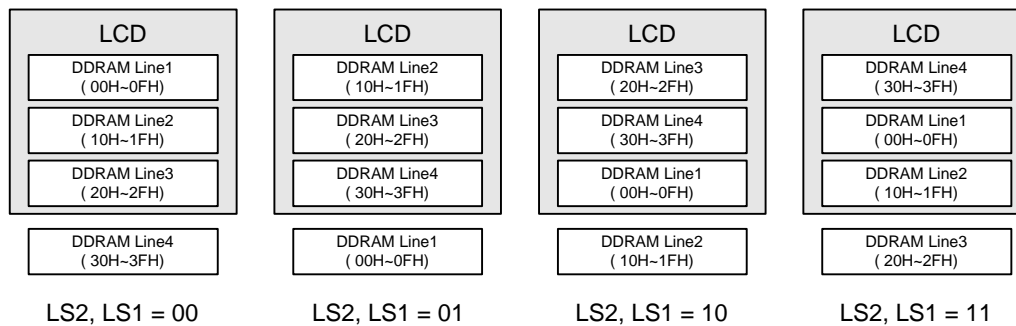 LCD
DDRAM Line1
( 00H~0FH)
DDRAM Line2
( 10H~1FH)
DDRAM Line3
( 20H~2FH)
DDRAM Line4
( 30H~3FH)
LS2, LS1 = 00
LCD
DDRAM Line2
( 10H~1FH)
DDRAM Line3
( 20H~2FH)
DDRAM Line4
( 30H~3FH)
DDRAM Line1
( 00H~0FH)
LS2, LS1 = 01
LCD
DDRAM Line3
( 20H~2FH)
DDRAM Line4
( 30H~3FH)
DDRAM Line1
( 00H~0FH)
DDRAM Line2
( 10H~1FH)
LS2, LS1 = 10
LCD
DDRAM Line4
( 30H~3FH)
DDRAM Line1
( 00H~0FH)
DDRAM Line2
( 10H~1FH)
DDRAM Line3
( 20H~2FH)
LS2, LS1 = 11